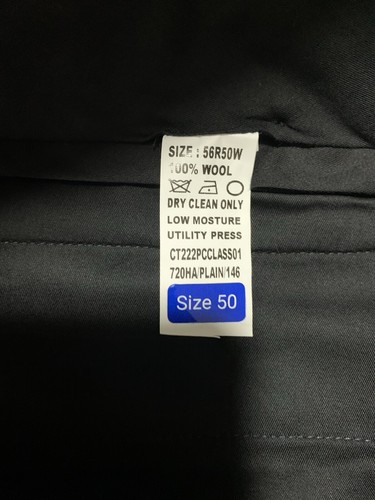 SIZE : 56R50W
100% WOOL
DRY CLEAN ONLY
LOW MOSTURE
UTILITY PRESS
CT222PCCLASS01
720HA/PLAIN/146
Size 50